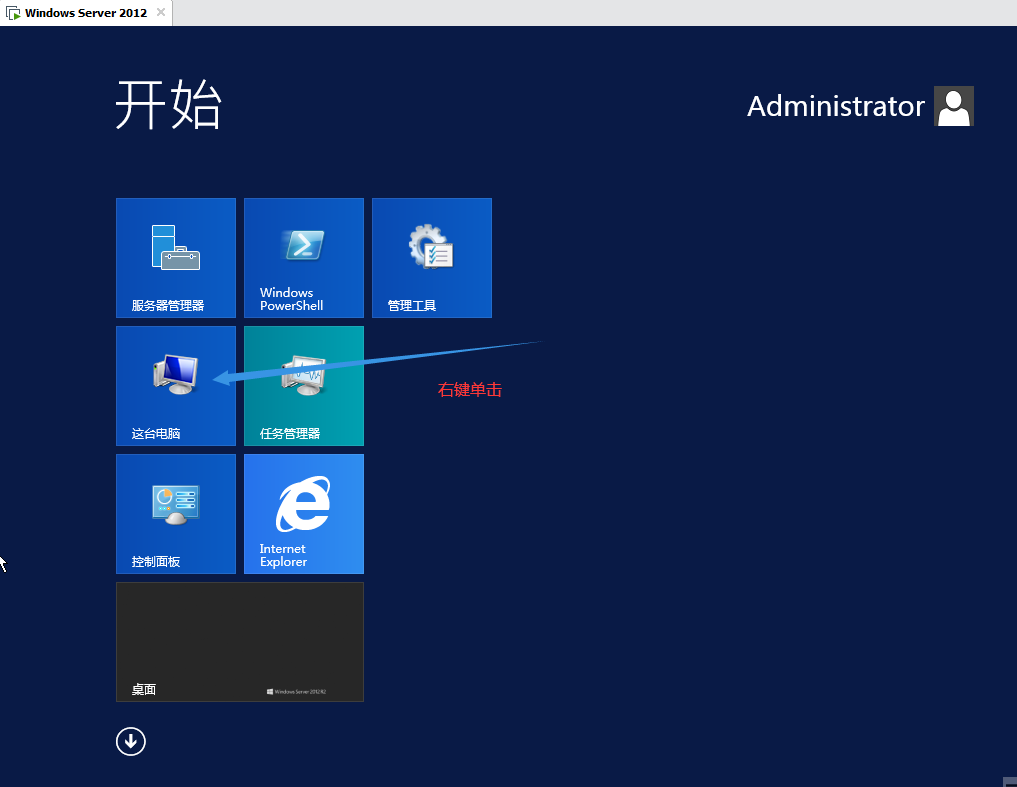 Windows Server 2012
开始
Administrator
服务器管理器
Windows
PowerShell
管理工具
这台电脑
任务管理器
右键单击
控制面板
Internet
Explorer
桌面
Windows Server 2012 R2